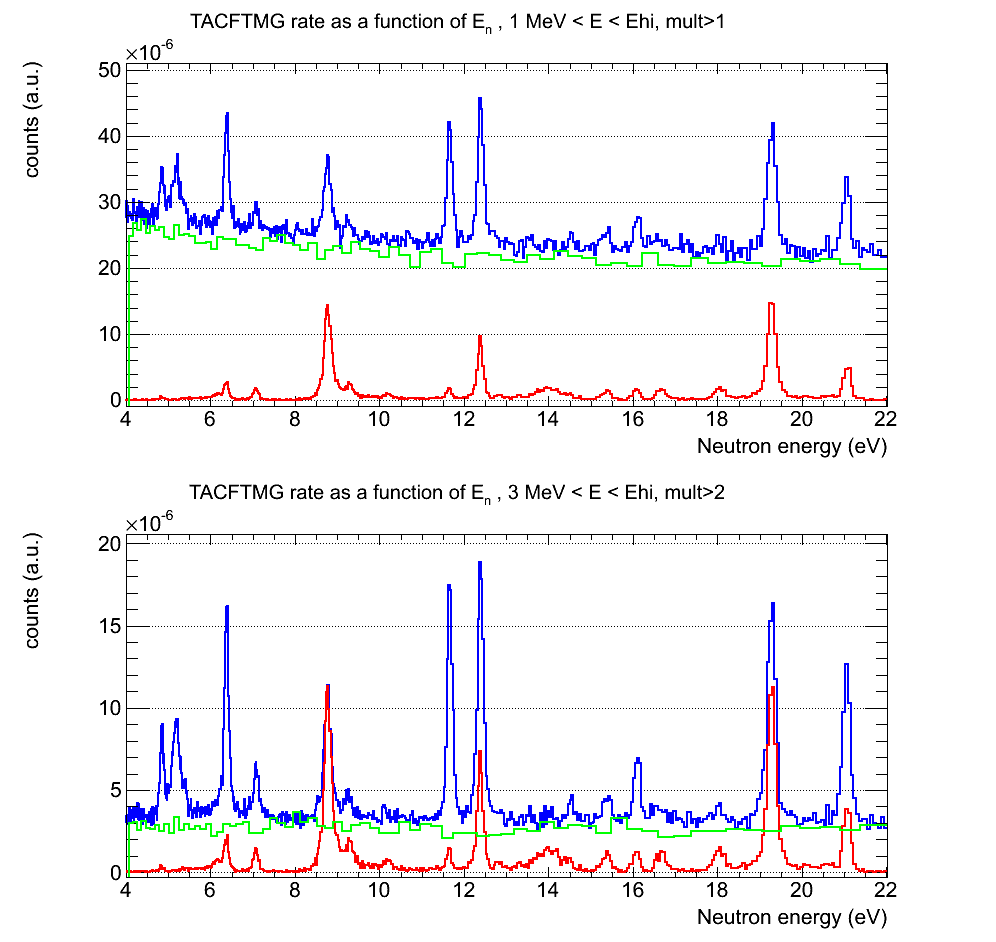 TACFTMG rate as a function of Eₙ , 1 MeV < E < Ehi, mult>1
×10⁻⁶
counts (a.u.)
50
40
30
20
10
0
4 6 8 10 12 14 16 18 20 22
Neutron energy (eV)
TACFTMG rate as a function of Eₙ , 3 MeV < E < Ehi, mult>2
×10⁻⁶
counts (a.u.)
20
15
10
5
0
4 6 8 10 12 14 16 18 20 22
Neutron energy (eV)